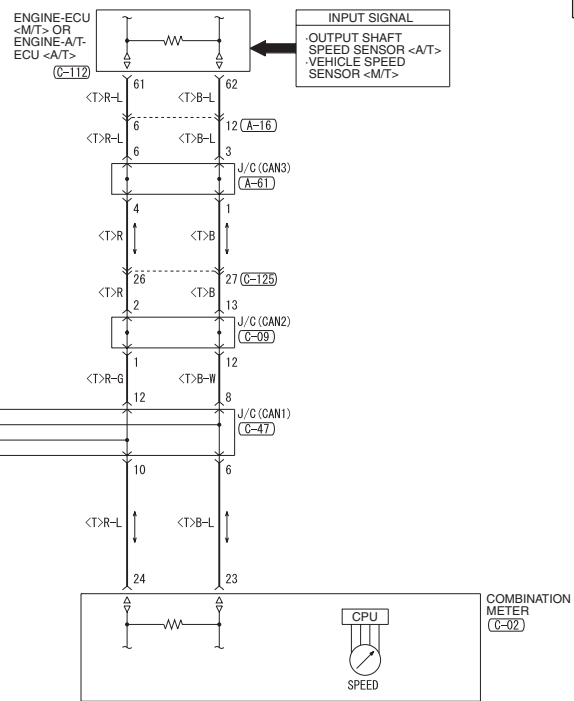 ENGINE-ECU
<M/T> OR
ENGINE-A/T-
ECU <A/T>
C-112
INPUT SIGNAL
·OUTPUT SHAFT
SPEED SENSOR <A/T>
·VEHICLE SPEED
SENSOR <M/T>
61 62
<T>R-L <T>B-L
6 12 A-16
<T>R-L <T>B-L
6 3
J/C(CAN3)
A-61
4 1
<T>R <T>B
26 27 C-125
<T>R <T>B
2 13
J/C(CAN2)
C-09
1 12
<T>R-G <T>B-W
12 8
J/C(CAN1)
C-47
10 6
<T>R-L <T>B-L
24 23
COMBINATION
METER
C-02
CPU
SPEED